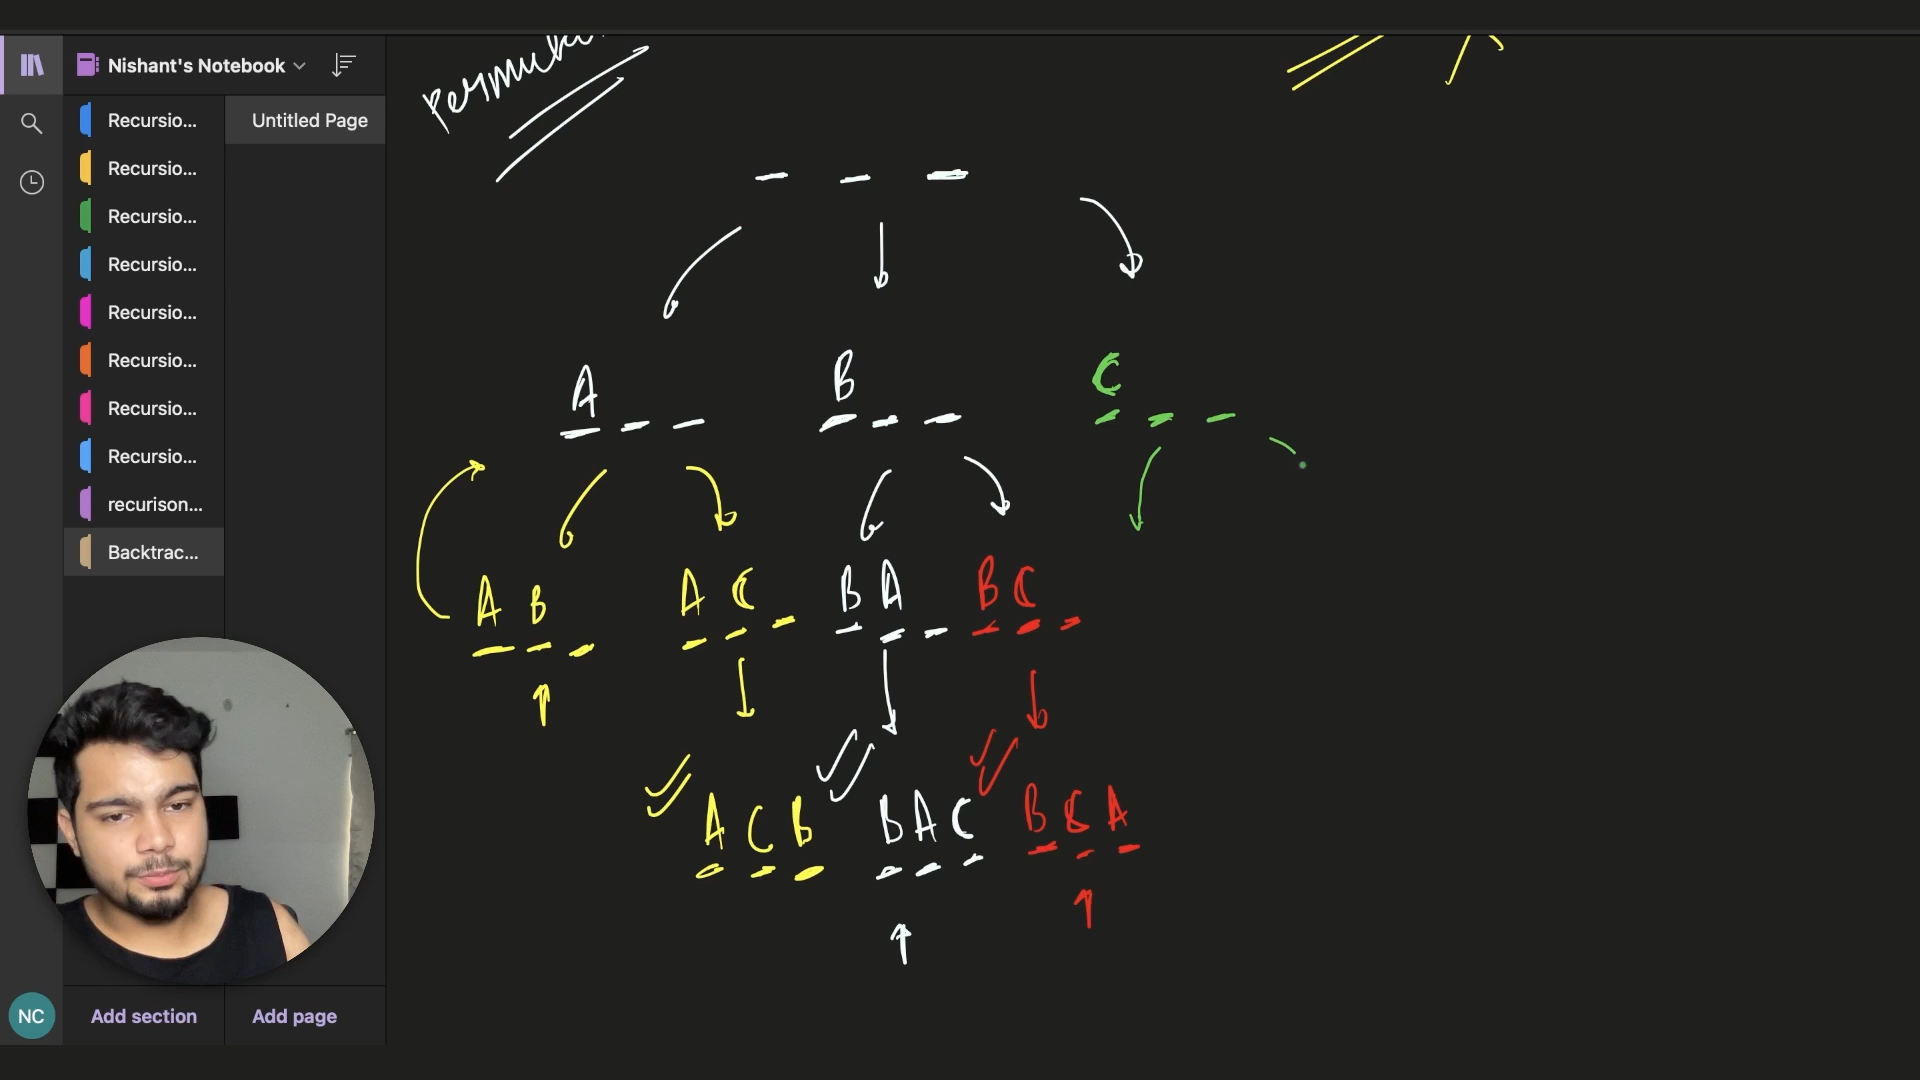 Nishant's Notebook
Recursio...
Recursio...
Recursio...
Recursio...
Recursio...
Recursio...
Recursio...
Recursio...
recurison...
Backtrac...
Untitled Page
Add section
Add page
NC
A B C
A B
A C
B A
B C
A C B
B A C
B C A